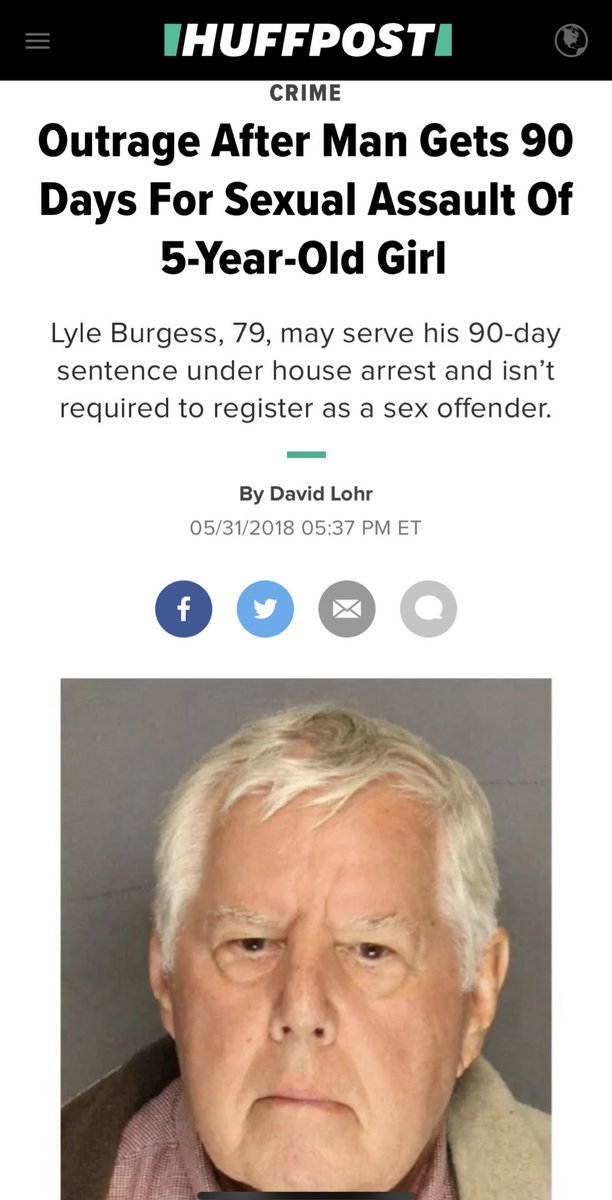 HUFFPOST
CRIME
Outrage After Man Gets 90
Days For Sexual Assault Of
5-Year-Old Girl
Lyle Burgess, 79, may serve his 90-day
sentence under house arrest and isn’t
required to register as a sex offender.
By David Lohr
05/31/2018 05:37 PM ET